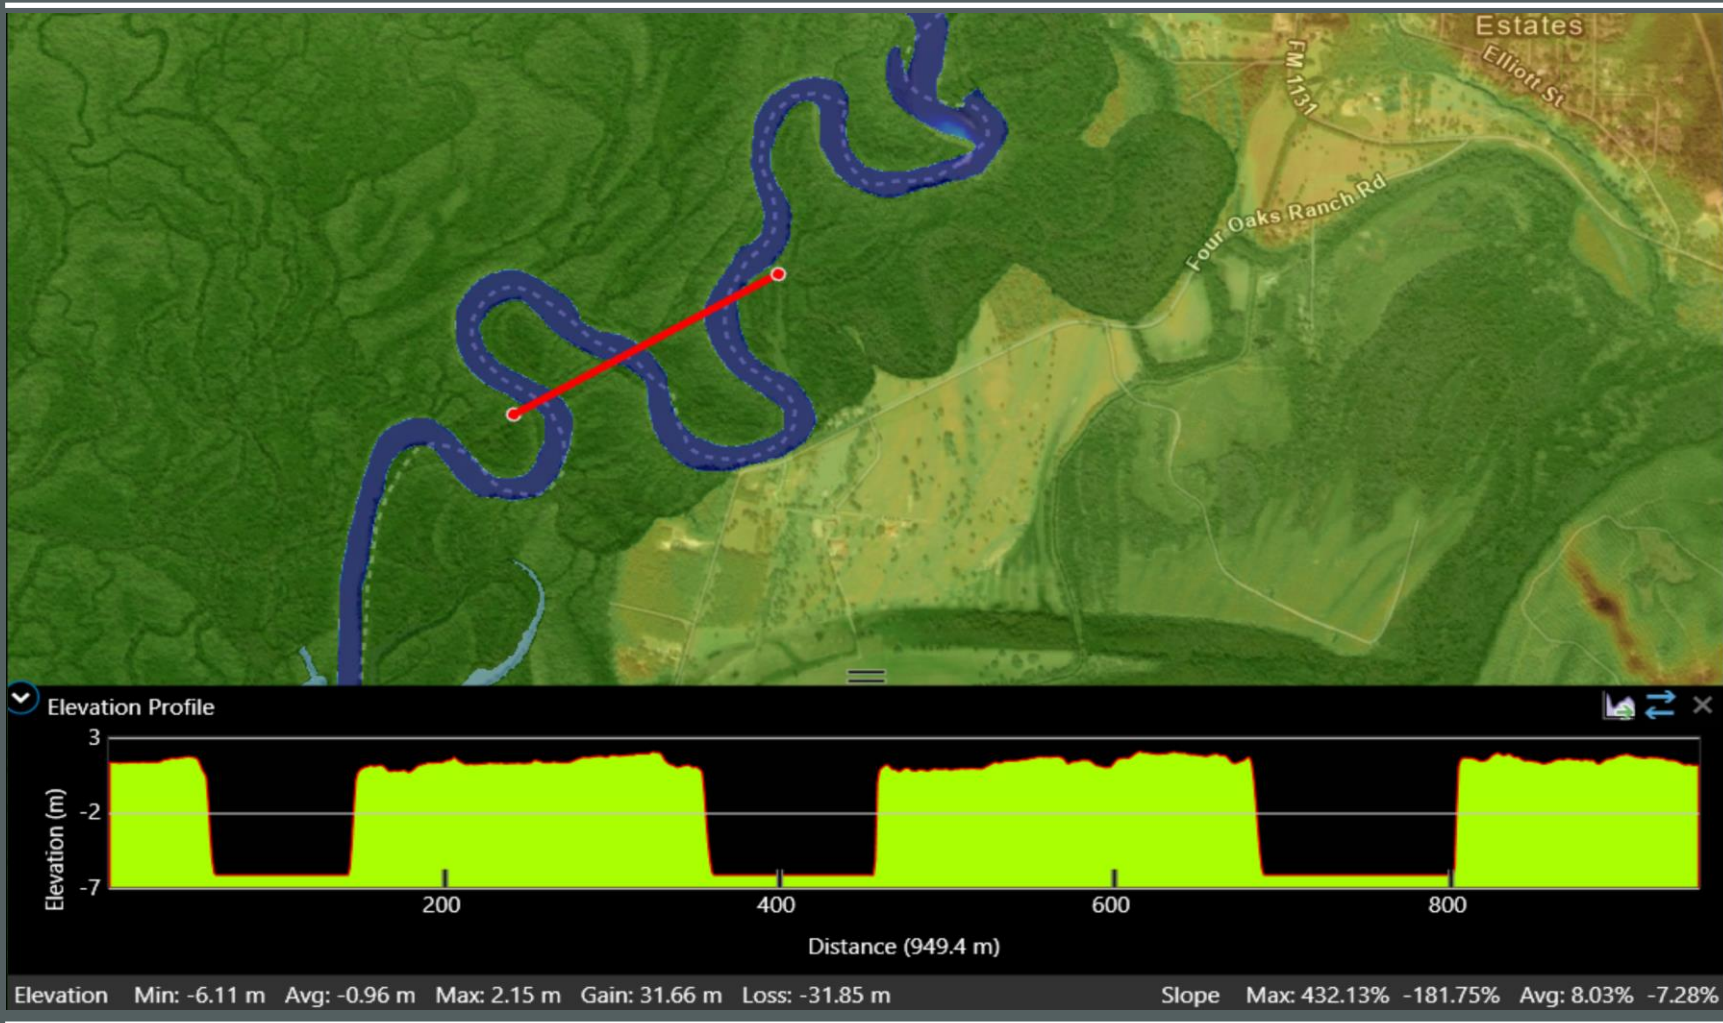 Estates
Elliott St
FM 1131
Four Oaks Ranch Rd
Elevation Profile
3
-2
-7
Elevation (m)
200
400
600
800
Distance (949.4 m)
Elevation Min: -6.11 m Avg: -0.96 m Max: 2.15 m Gain: 31.66 m Loss: -31.85 m Slope Max: 432.13% -181.75% Avg: 8.03% -7.28%